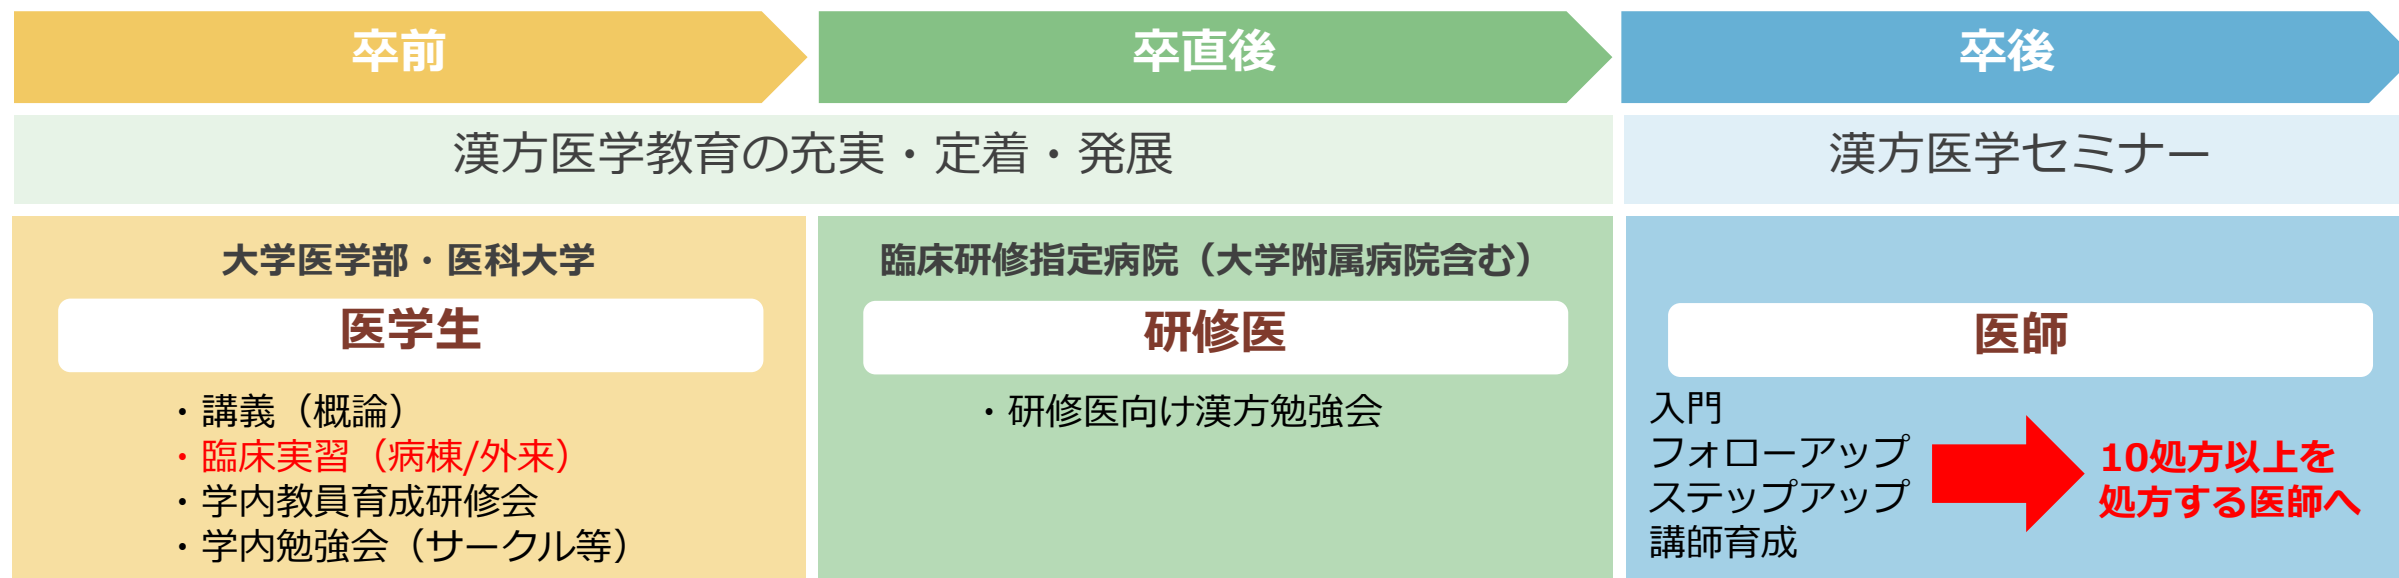 卒前
卒直後
卒後
漢方医学教育の充実・定着・発展
漢方医学セミナー
大学医学部・医科大学
医学生
・講義（概論）
・臨床実習（病棟/外来）
・学内教員育成研修会
・学内勉強会（サークル等）
臨床研修指定病院（大学附属病院含む）
研修医
・研修医向け漢方勉強会
医師
入門
フォローアップ
ステップアップ
講師育成
10処方以上を
処方する医師へ